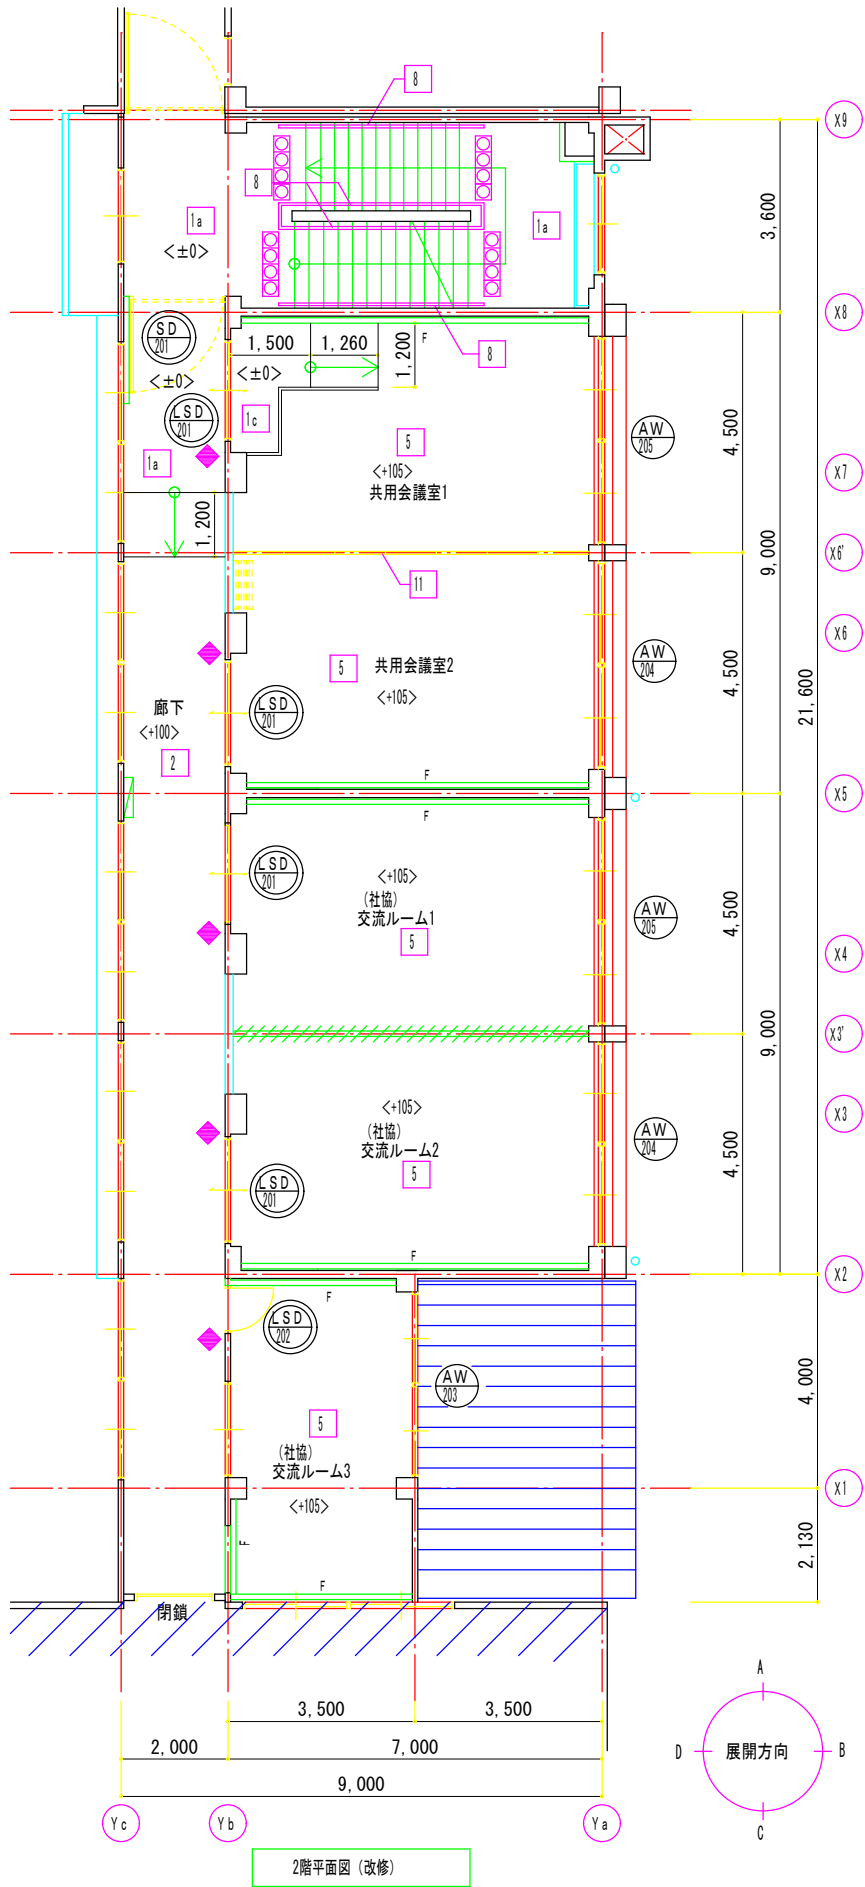 8
X9
8
1a
1a
3,600
<±0>
X8
F
SD
201
1,500
1,260
1,200
8
<±0>
<±0>
LSD
201
1c
5
AW
205
4,500
1a
<+105>
共用会議室1
X7
1,200
9,000
X6'
11
X6
5
共用会議室2
AW
204
<+105>
4,500
21,600
廊下
<+100>
LSD
201
2
F
X5
F
LSD
201
<+105>
(社協)
交流ルーム1
5
AW
205
4,500
X4
9,000
X3'
<+105>
X3
(社協)
交流ルーム2
5
AW
204
4,500
LSD
201
F
X2
F
LSD
202
AW
203
4,000
5
(社協)
交流ルーム3
X1
<+105>
F
2,130
F
閉鎖
A
3,500
3,500
D
展開方向
B
2,000
7,000
9,000
C
Yc
Yb
Ya
2階平面図(改修)